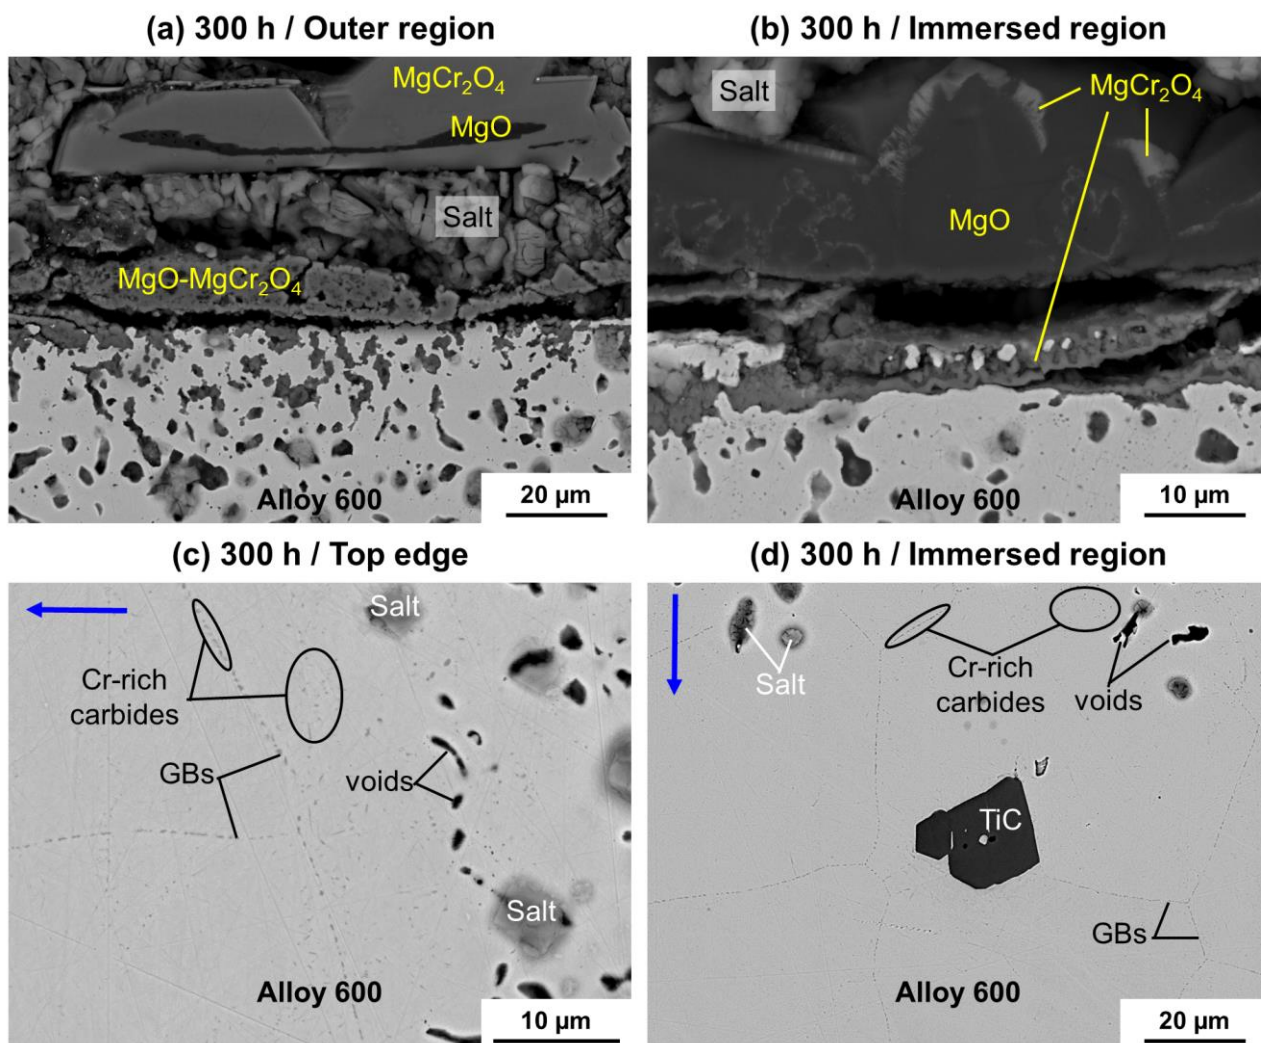 (a) 300 h / Outer region
MgCr₂O₄
MgO
Salt
MgO-MgCr₂O₄
Alloy 600
20 µm
(b) 300 h / Immersed region
Salt
MgCr₂O₄
MgO
Alloy 600
10 µm
(c) 300 h / Top edge
Salt
Cr-rich
carbides
GBs
voids
Salt
Alloy 600
10 µm
(d) 300 h / Immersed region
Salt
Cr-rich
carbides
voids
TiC
GBs
Alloy 600
20 µm